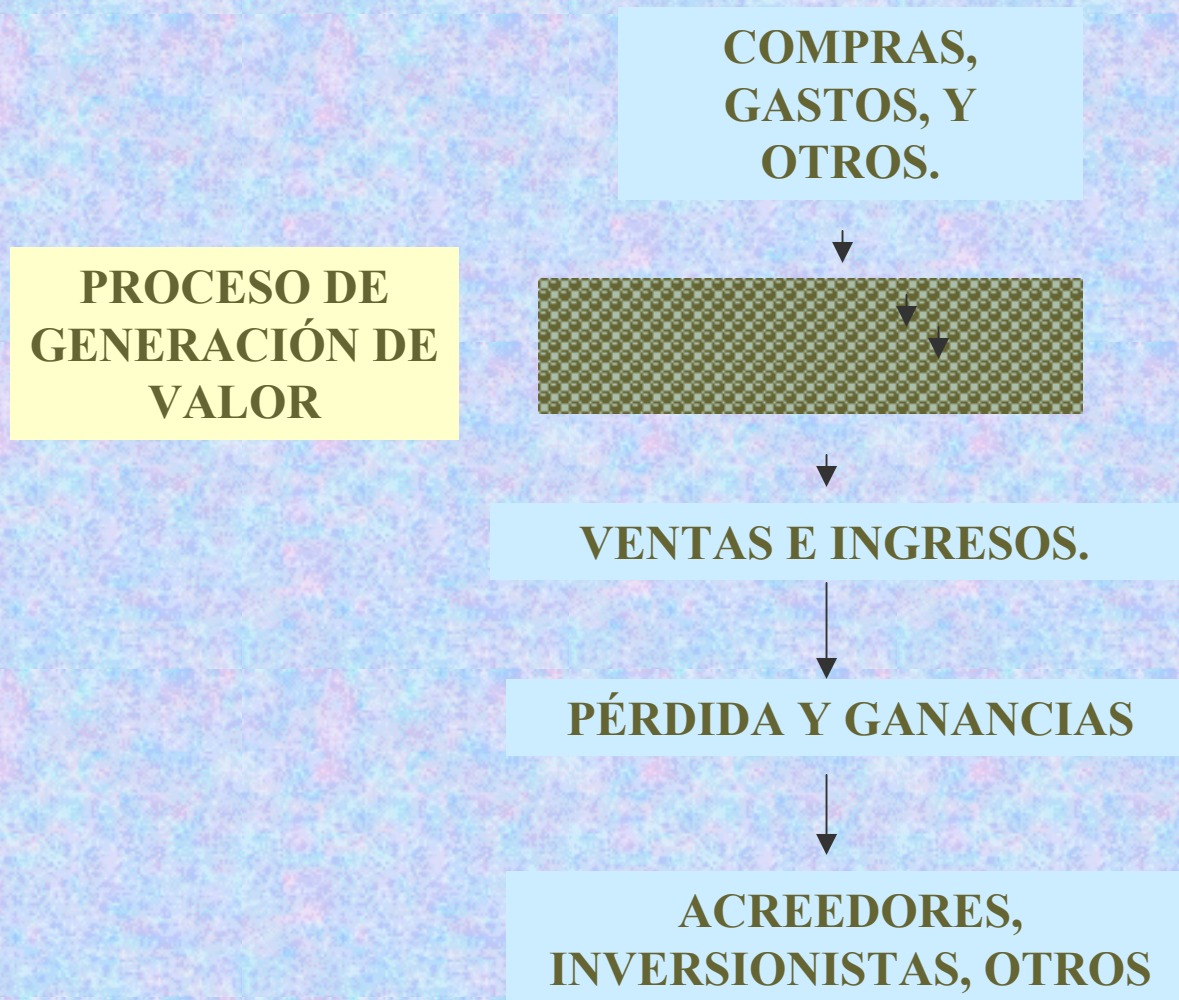 COMPRAS,
GASTOS, Y
OTROS.
PROCESO DE
GENERACIÓN DE
VALOR
VENTAS E INGRESOS.
PÉRDIDA Y GANANCIAS
ACREEDORES,
INVERSIONISTAS, OTROS